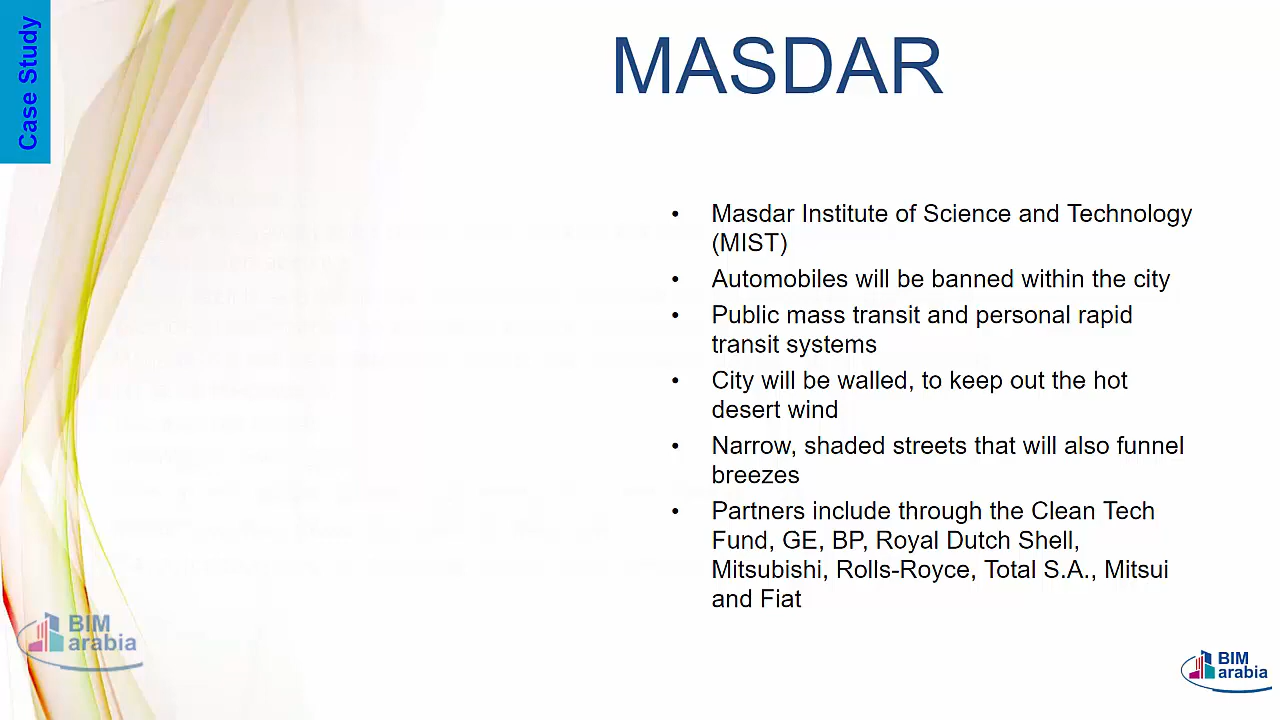 Case Study
MASDAR
• Masdar Institute of Science and Technology
(MIST)
• Automobiles will be banned within the city
• Public mass transit and personal rapid
transit systems
• City will be walled, to keep out the hot
desert wind
• Narrow, shaded streets that will also funnel
breezes
• Partners include through the Clean Tech
Fund, GE, BP, Royal Dutch Shell,
Mitsubishi, Rolls-Royce, Total S.A., Mitsui
and Fiat
BIM
arabia
BIM
arabia